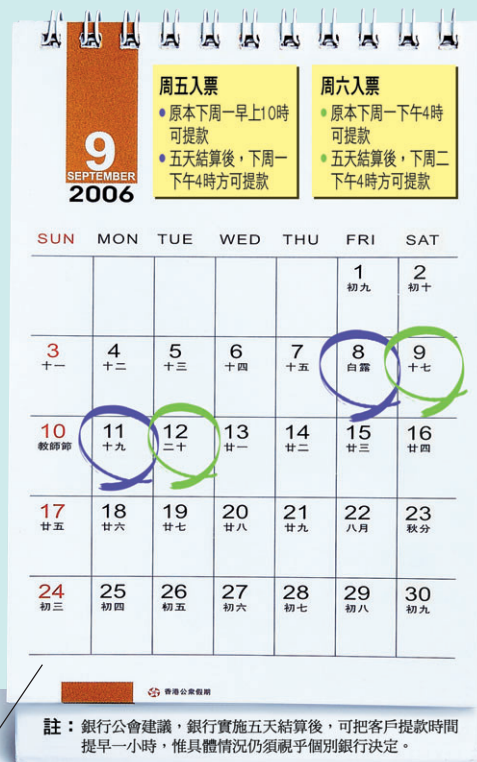 周五入票
• 原本下周一早上10時
可提款
• 五天結算後，下周一
下午4時方可提款
周六入票
• 原本下周一下午4時
可提款
• 五天結算後，下周二
下午4時方可提款
9
SEPTEMBER
2006
SUN MON TUE WED THU FRI SAT
1 2
初九 初十
3 4 5 6 7 8 9
十一 十二 十三 十四 十五 白露 十七
10 11 12 13 14 15 16
教師節 十九 二十 廿一 廿二 廿三 廿四
17 18 19 20 21 22 23
廿五 廿六 廿七 廿八 廿九 八月 秋分
24 25 26 27 28 29 30
初三 初四 初五 初六 初七 初八 初九
香港公眾假期
註：銀行公會建議，銀行實施五天結算後，可把客戶提款時間
提早一小時，惟具體情況仍須視乎個別銀行決定。